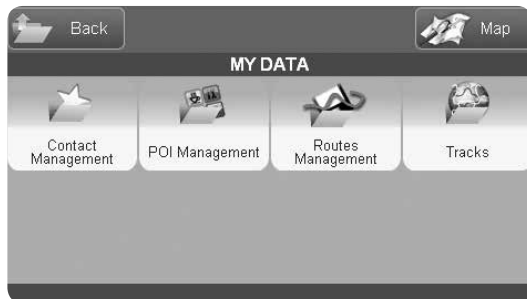 Back
Map
MY DATA
Contact
Management
POI Management
Routes
Management
Tracks